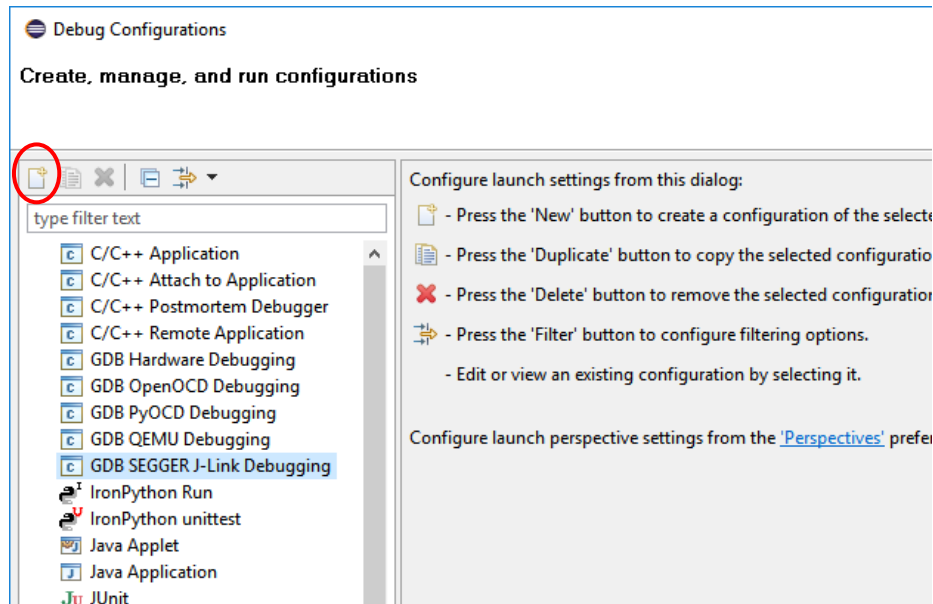 Debug Configurations
Create, manage, and run configurations
type filter text
C/C++ Application
C/C++ Attach to Application
C/C++ Postmortem Debugger
C/C++ Remote Application
GDB Hardware Debugging
GDB OpenOCD Debugging
GDB PyOCD Debugging
GDB QEMU Debugging
GDB SEGGER J-Link Debugging
IronPython Run
IronPython unittest
Java Applet
Java Application
JUnit
Configure launch settings from this dialog:
- Press the 'New' button to create a configuration of the selecte
- Press the 'Duplicate' button to copy the selected configuratio
- Press the 'Delete' button to remove the selected configuration
- Press the 'Filter' button to configure filtering options.
- Edit or view an existing configuration by selecting it.
Configure launch perspective settings from the 'Perspectives' prefer